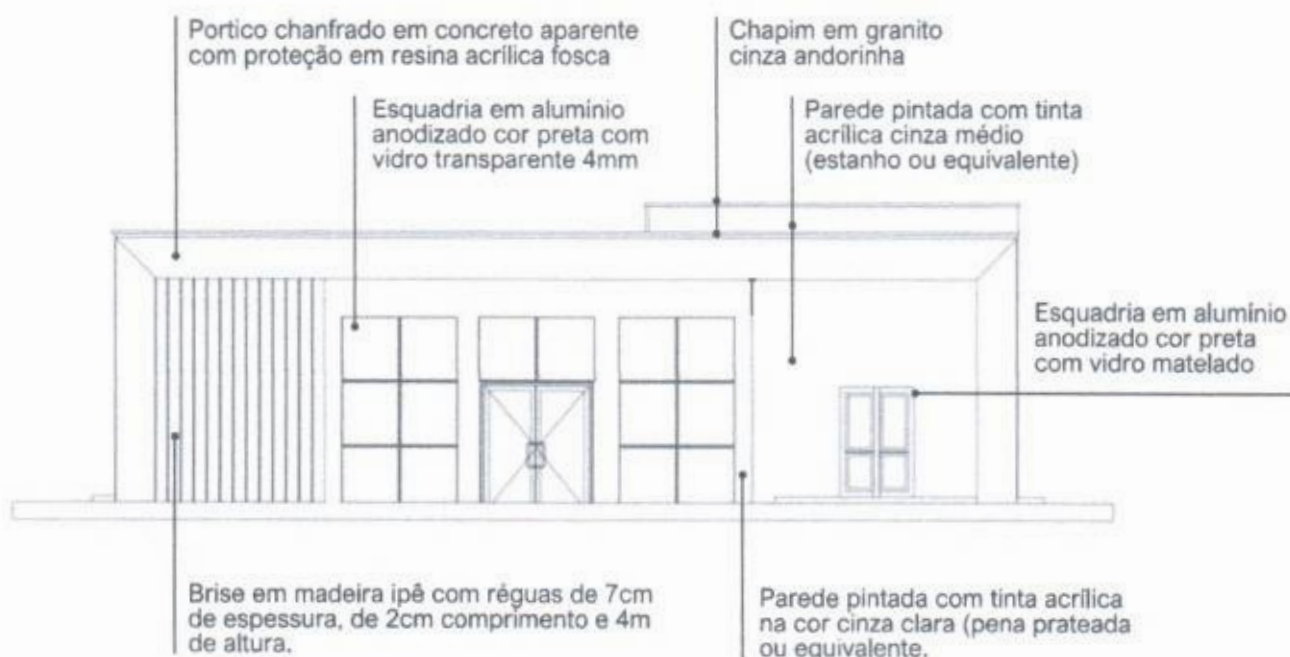 Portico chanfrado em concreto aparente
com proteção em resina acrílica fosca
Chapim em granito
cinza andorinha
Esquadria em alumínio
anodizado cor preta com
vidro transparente 4mm
Parede pintada com tinta
acrílica cinza médio
(estanho ou equivalente)
Esquadria em alumínio
anodizado cor preta
com vidro matelado
Brise em madeira ipê com réguas de 7cm
de espessura, de 2cm comprimento e 4m
de altura.
Parede pintada com tinta acrílica
na cor cinza clara (pena prateada
ou equivalente.